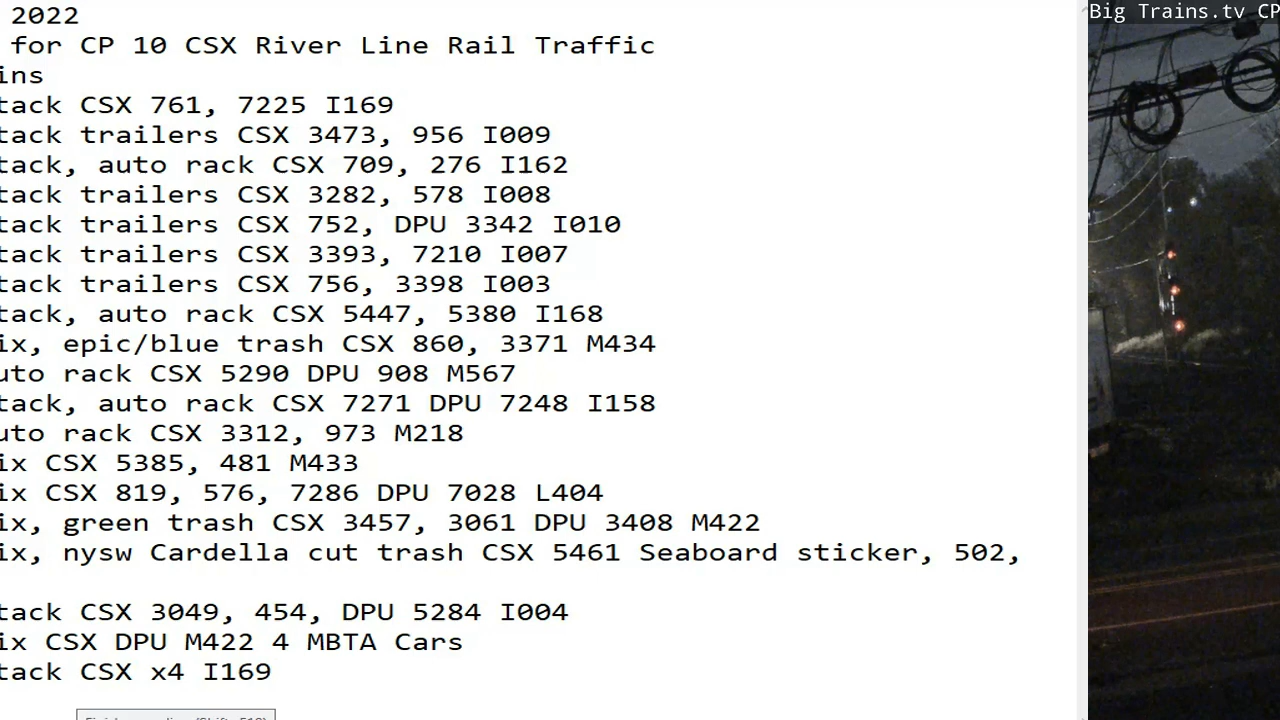 2022
for CP 10 CSX River Line Rail Traffic
ins
tack CSX 761, 7225 I169
tack trailers CSX 3473, 956 I009
tack, auto rack CSX 709, 276 I162
tack trailers CSX 3282, 578 I008
tack trailers CSX 752, DPU 3342 I010
tack trailers CSX 3393, 7210 I007
tack trailers CSX 756, 3398 I003
tack, auto rack CSX 5447, 5380 I168
ix, epic/blue trash CSX 860, 3371 M434
uto rack CSX 5290 DPU 908 M567
tack, auto rack CSX 7271 DPU 7248 I158
uto rack CSX 3312, 973 M218
ix CSX 5385, 481 M433
ix CSX 819, 576, 7286 DPU 7028 L404
ix, green trash CSX 3457, 3061 DPU 3408 M422
ix, nysw Cardella cut trash CSX 5461 Seaboard sticker, 502,
tack CSX 3049, 454, DPU 5284 I004
ix CSX DPU M422 4 MBTA Cars
tack CSX x4 I169
Big Trains.tv CP